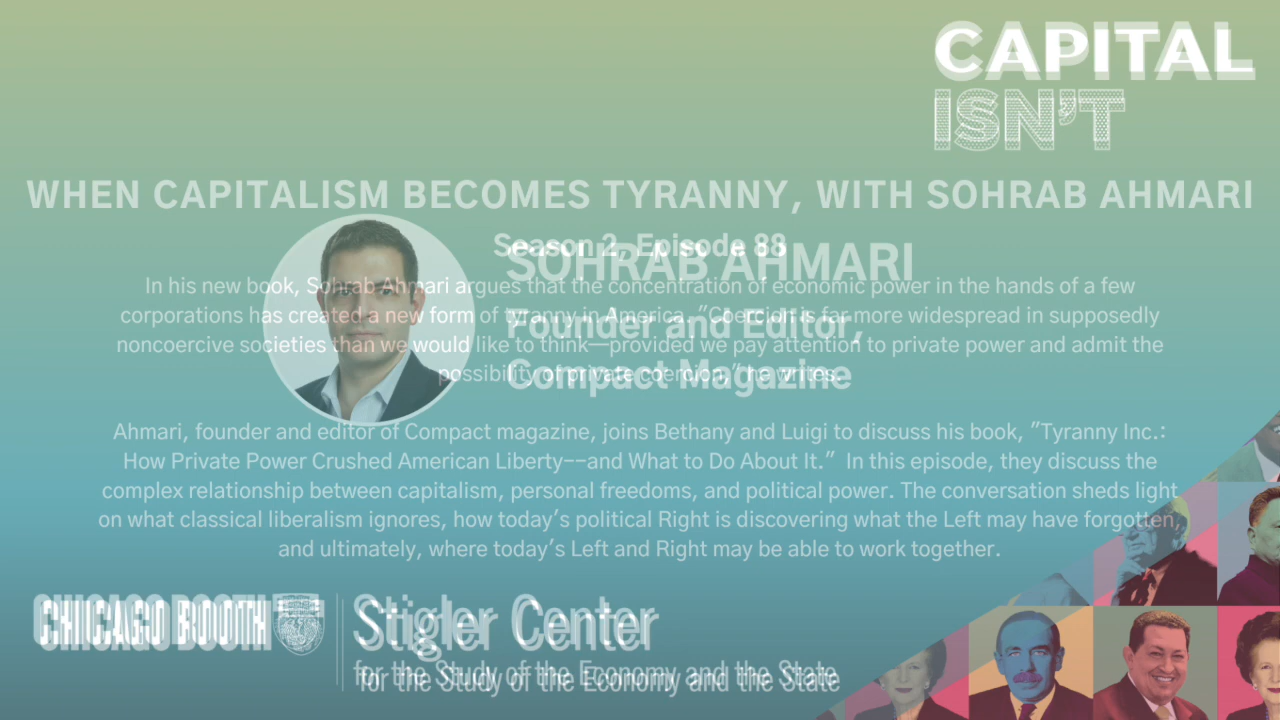 CAPITAL
ISN'T
WHEN CAPITALISM BECOMES TYRANNY, WITH SOHRAB AHMARI
Season 2, Episode 88
SOHRAB AHMARI
In his new book, Sohrab Ahmari argues that the concentration of economic power in the hands of a few
corporations has created a new form of tyranny in America. "Coercion is far more widespread in supposedly
Founder and Editor,
noncoercive societies than we would like to think—provided we pay attention to private power and admit the
possibility of private coercion," he writes.
Compact Magazine
Ahmari, founder and editor of Compact magazine, joins Bethany and Luigi to discuss his book, "Tyranny Inc.:
How Private Power Crushed American Liberty--and What to Do About It." In this episode, they discuss the
complex relationship between capitalism, personal freedoms, and political power. The conversation sheds light
on what classical liberalism ignores, how today's political Right is discovering what the Left may have forgotten,
and ultimately, where today's Left and Right may be able to work together.
CHICAGO BOOTH
Stigler Center
for the Study of the Economy and the State